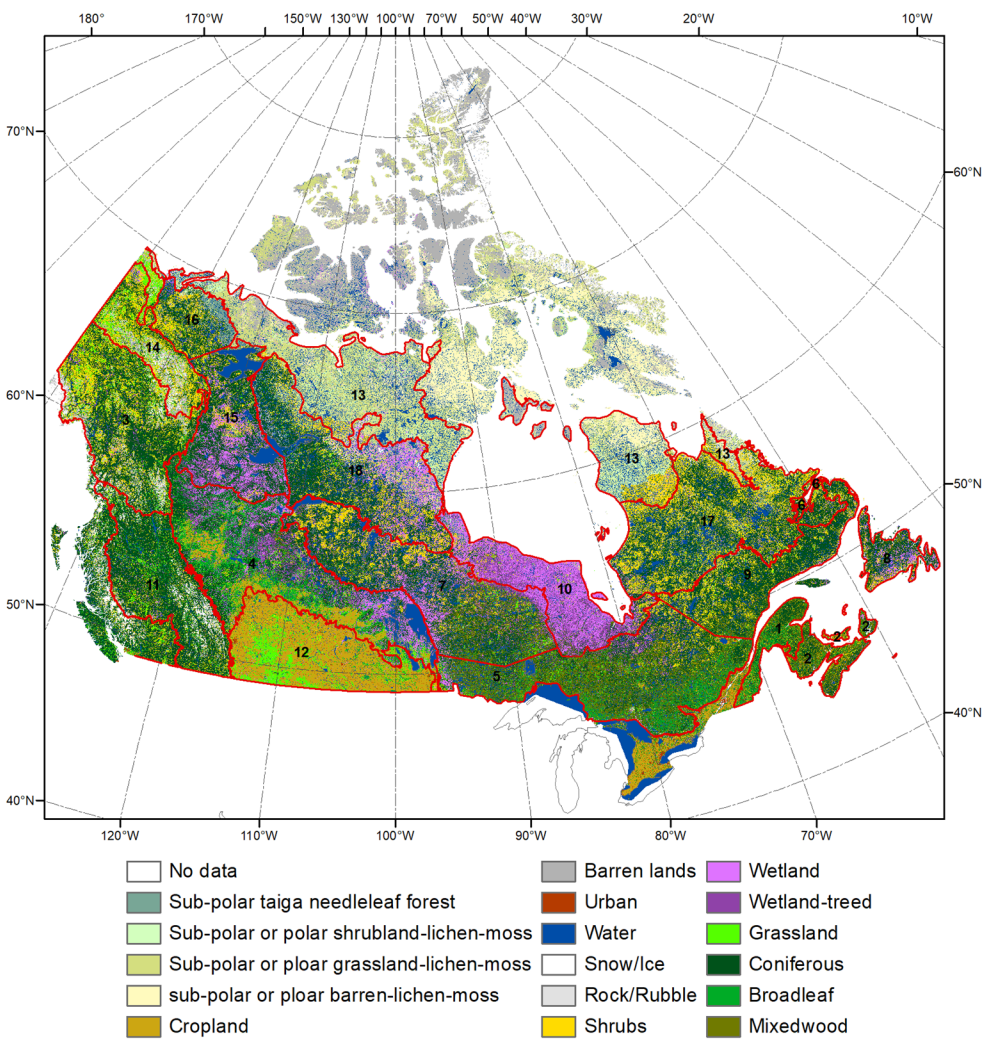 180° 170°W 150°W 130°W 100°W 70°W 50°W 40°W 30°W 20°W 10°W
70°N
60°N
60°N
50°N
50°N
40°N
40°N
16
14
13
3
15
13
13
18
6
6
17
8
4
9
11
7
10
1
2
2
2
12
5
120°W 110°W 100°W 90°W 80°W 70°W
No data
Sub-polar taiga needleleaf forest
Sub-polar or polar shrubland-lichen-moss
Sub-polar or ploar grassland-lichen-moss
sub-polar or ploar barren-lichen-moss
Cropland
Barren lands
Urban
Water
Snow/Ice
Rock/Rubble
Shrubs
Wetland
Wetland-treed
Grassland
Coniferous
Broadleaf
Mixedwood